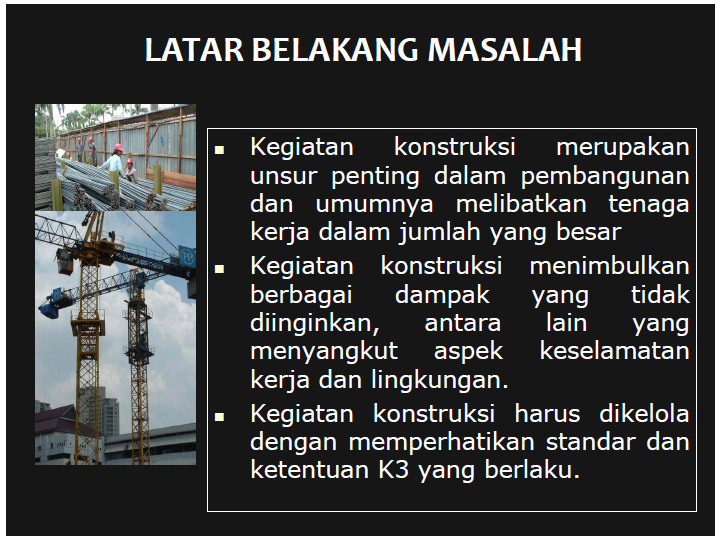 LATAR BELAKANG MASALAH
Kegiatan konstruksi merupakan
unsur penting dalam pembangunan
dan umumnya melibatkan tenaga
kerja dalam jumlah yang besar
Kegiatan konstruksi menimbulkan
berbagai dampak yang tidak
diinginkan, antara lain yang
menyangkut aspek keselamatan
kerja dan lingkungan.
Kegiatan konstruksi harus dikelola
dengan memperhatikan standar dan
ketentuan K3 yang berlaku.
PP